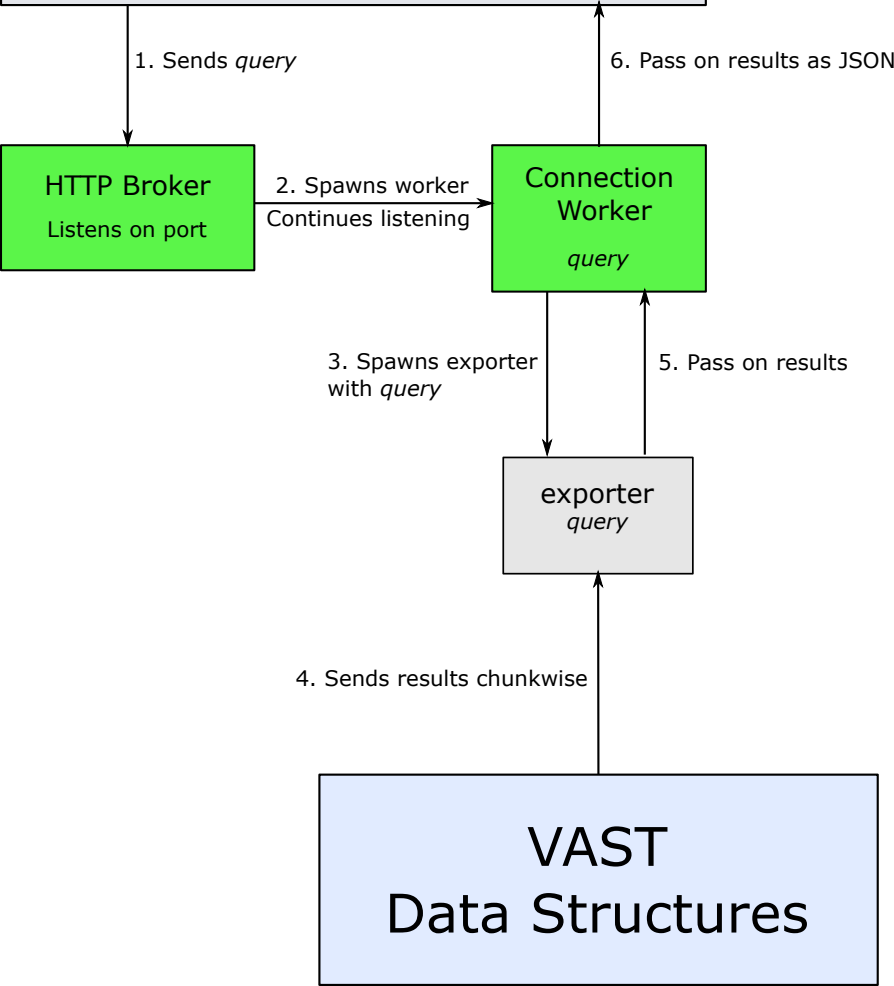 1. Sends query
6. Pass on results as JSON
HTTP Broker
Listens on port
2. Spawns worker
Continues listening
Connection
Worker
query
3. Spawns exporter
with query
5. Pass on results
exporter
query
4. Sends results chunkwise
VAST
Data Structures